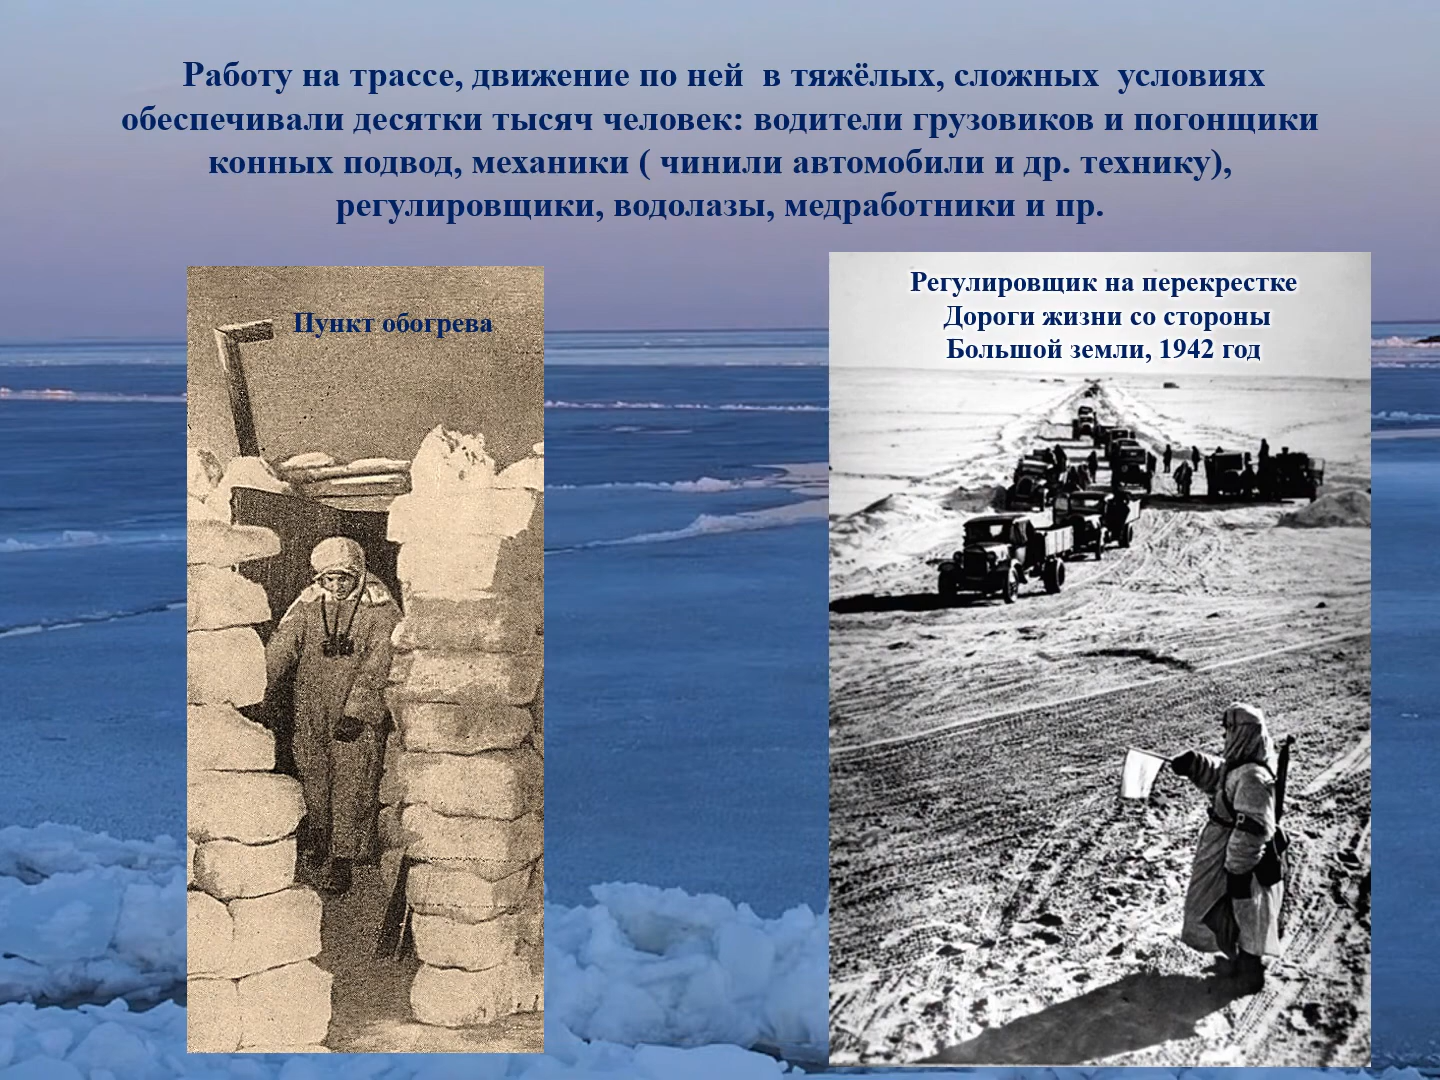 Работу на трассе, движение по ней в тяжёлых, сложных условиях
обеспечивали десятки тысяч человек: водители грузовиков и погонщики
конных подвод, механики ( чинили автомобили и др. технику),
регулировщики, водолазы, медработники и пр.
Пункт обогрева
Регулировщик на перекрестке
Дороги жизни со стороны
Большой земли, 1942 год